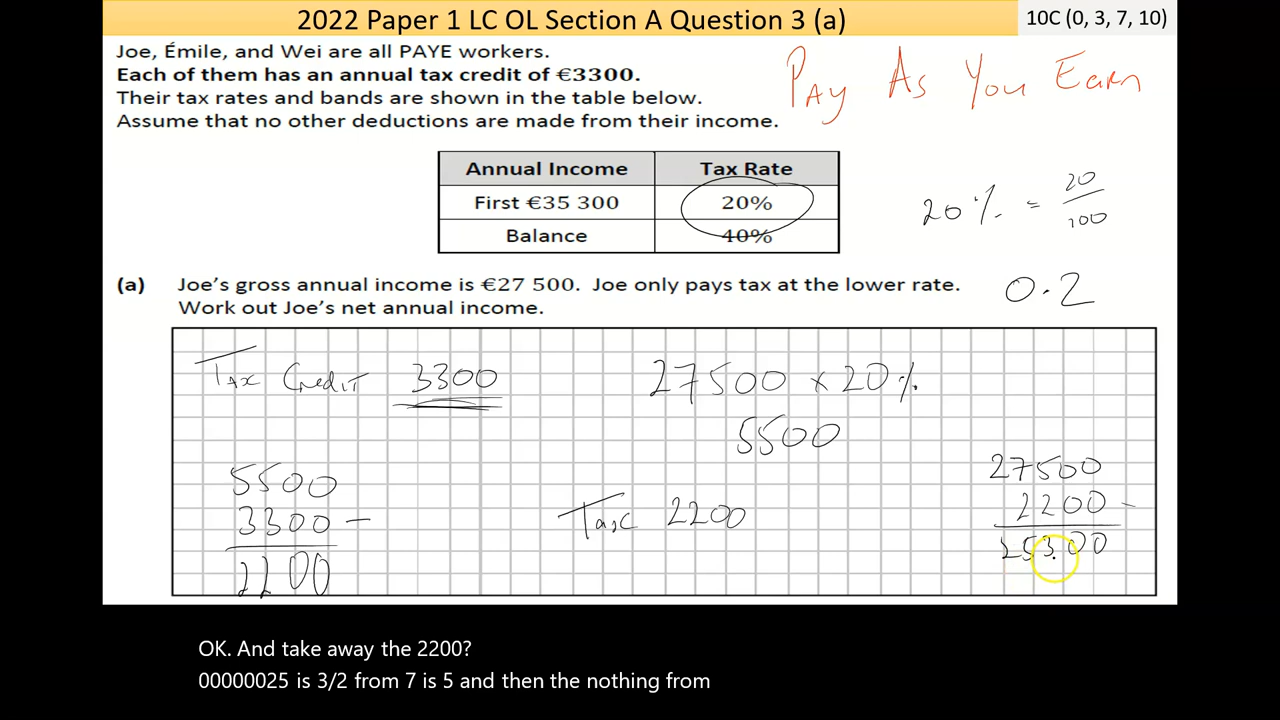 2022 Paper 1 LC OL Section A Question 3 (a)
10C (0, 3, 7, 10)
Joe, Émile, and Wei are all PAYE workers.
Each of them has an annual tax credit of €3300.
Their tax rates and bands are shown in the table below.
Assume that no other deductions are made from their income.
PAY AS YOU EARn
Annual Income Tax Rate
First €35 300 20%
Balance 40%
20% = 20/100
0.2
(a) Joe’s gross annual income is €27 500. Joe only pays tax at the lower rate.
Work out Joe’s net annual income.
TAx Credit 3300
27500 x 20%
5500
5500
3300 −
2200
Tax 2200
27500
2200 −
25300
OK. And take away the 2200?
00000025 is 3/2 from 7 is 5 and then the nothing from